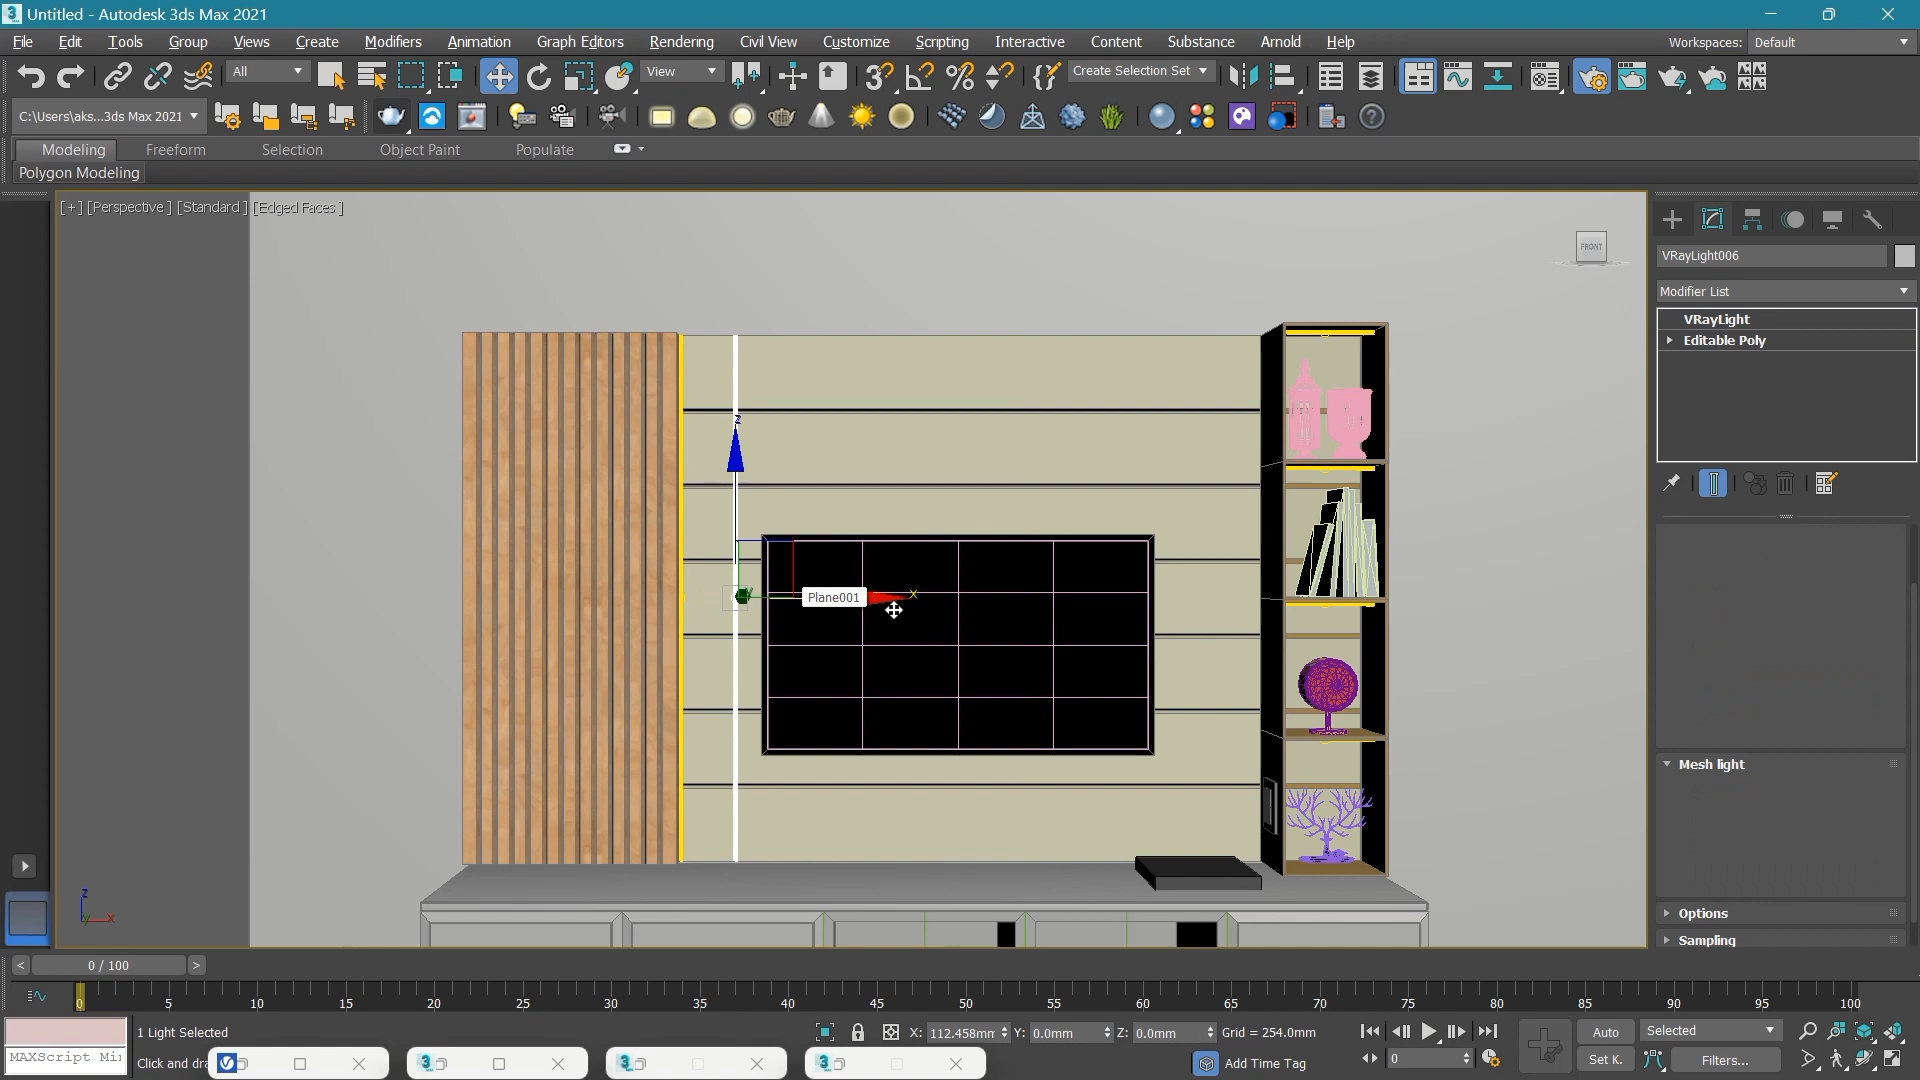 Untitled - Autodesk 3ds Max 2021
File Edit Tools Group Views Create Modifiers Animation Graph Editors Rendering Civil View Customize Scripting Interactive Content Substance Arnold Help
Workspaces: Default
All
View
Create Selection Set
C:\Users\aks...3ds Max 2021
Modeling Freeform Selection Object Paint Populate
Polygon Modeling
[+] [Perspective ] [Standard ] [Edged Faces ]
FRONT
VRayLight006
Modifier List
VRayLight
Editable Poly
z
Plane001
x
Mesh light
Options
Sampling
z
y x
< 0 / 100 >
0 5 10 15 20 25 30 35 40 45 50 55 60 65 70 75 80 85 90 95 100
1 Light Selected
X: 112.458mm Y: 0.0mm Z: 0.0mm Grid = 254.0mm
Auto Selected
MAXScript Mi
Click and dra
Add Time Tag
0
Set K. Filters...